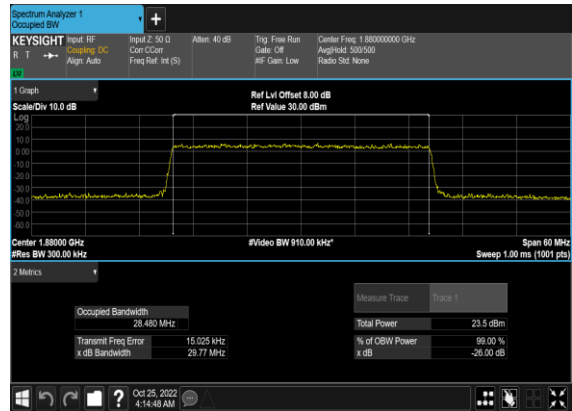 Spectrum Analyzer 1
Occupied BW
+
KEYSIGHT Input: RF Input Z: 50 Ω Atten: 40 dB Trig: Free Run Center Freq: 1.880000000 GHz
R T Coupling: DC Corr CCorr Gate: Off Avg|Hold: 500/500
Align: Auto Freq Ref: Int (S) #IF Gain: Low Radio Std: None
1 Graph
Ref Lvl Offset 8.00 dB
Scale/Div 10.0 dB Ref Value 30.00 dBm
Log
20.0
10.0
0.00
-10.0
-20.0
-30.0
-40.0
-50.0
-60.0
Center 1.88000 GHz #Video BW 910.00 kHz* Span 60 MHz
#Res BW 300.00 kHz Sweep 1.00 ms (1001 pts)
2 Metrics
Measure Trace Trace 1
Occupied Bandwidth
28.480 MHz Total Power 23.5 dBm
Transmit Freq Error 15.025 kHz % of OBW Power 99.00 %
x dB Bandwidth 29.77 MHz x dB -26.00 dB
? Oct 25, 2022
4:14:48 AM